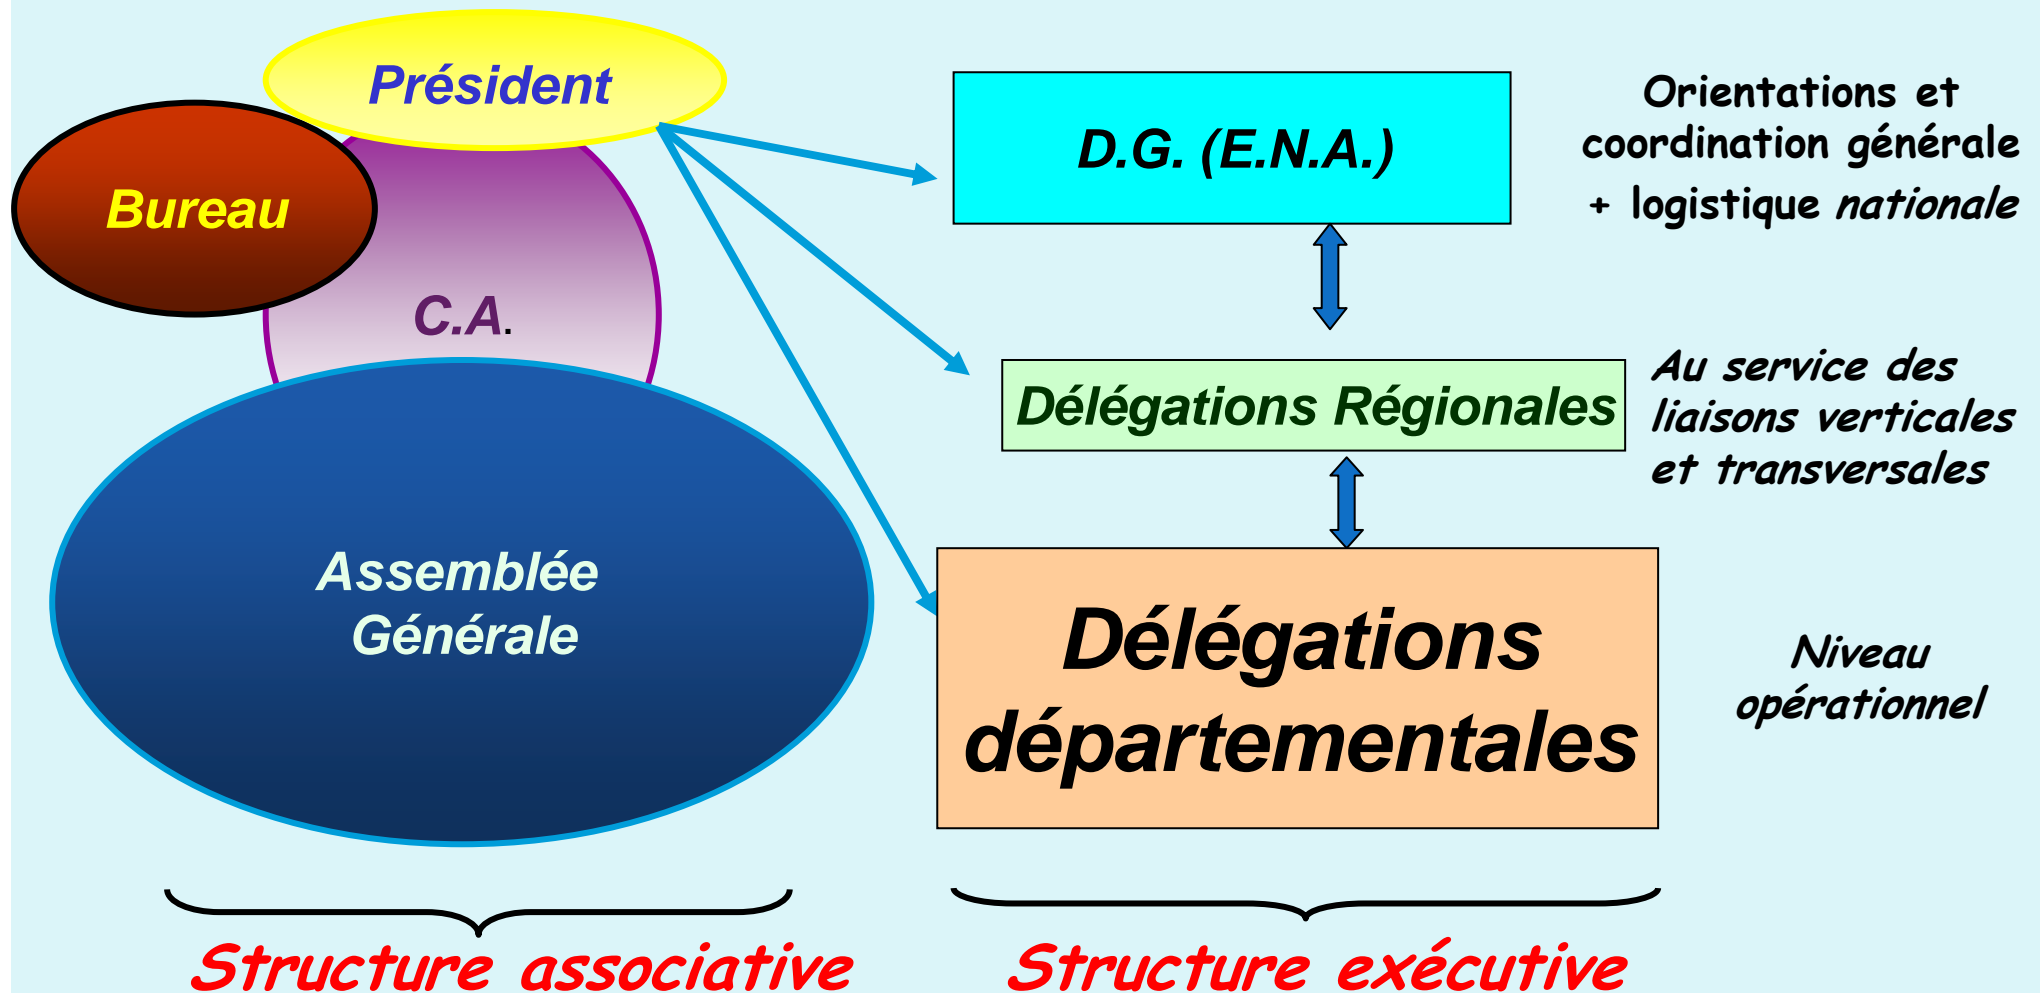 Président
Bureau
C.A.
Assemblée
Générale
Structure associative
D.G. (E.N.A.)
Orientations et
coordination générale
+ logistique nationale
Délégations Régionales
Au service des
liaisons verticales
et transversales
Délégations
départementales
Niveau
opérationnel
Structure exécutive